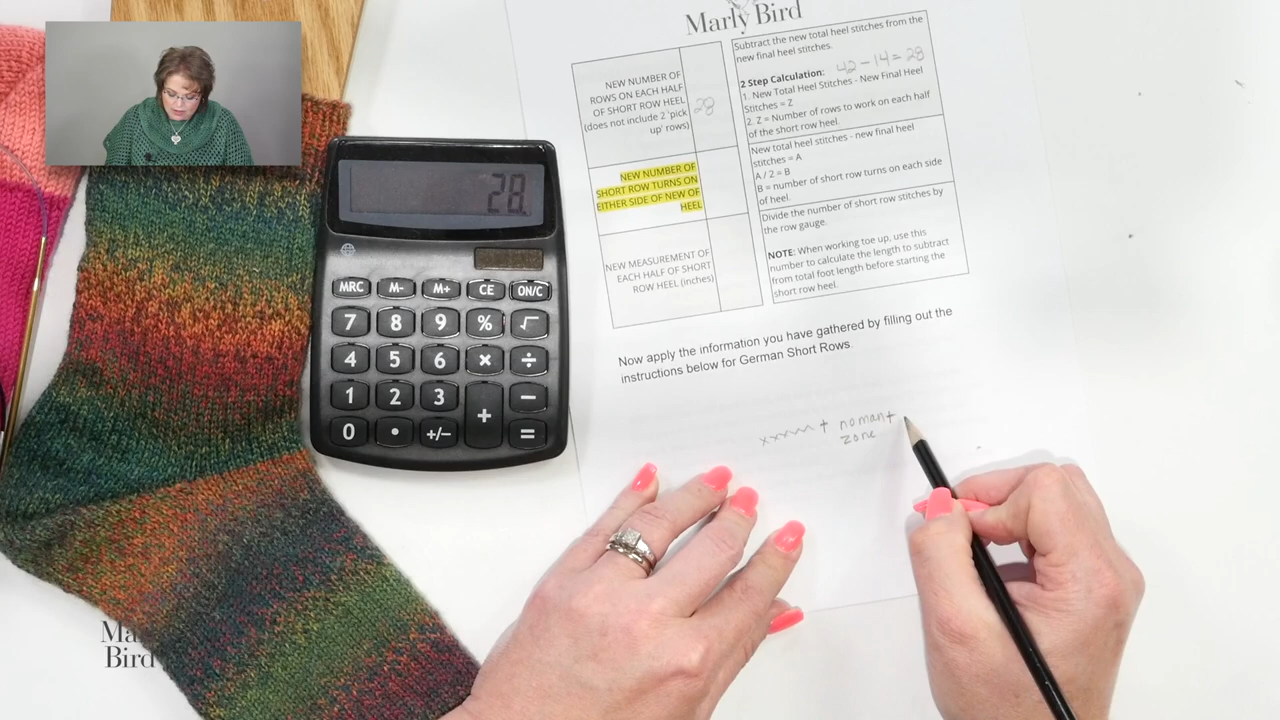 Marly Bird
NEW NUMBER OF
ROWS ON EACH HALF
OF SHORT ROW HEEL
(does not include 2 'pick
up' rows)
28
Subtract the new total heel stitches from the
new final heel stitches.
42 - 14 = 28
2 Step Calculation:
1. New Total Heel Stitches - New Final Heel
Stitches = Z
2. Z = Number of rows to work on each half
of the short row heel.
NEW NUMBER OF
SHORT ROW TURNS ON
EITHER SIDE OF NEW OF
HEEL
New total heel stitches - new final heel
stitches = A
A / 2 = B
B = number of short row turns on each side
of heel.
NEW MEASUREMENT OF
EACH HALF OF SHORT
ROW HEEL (inches)
Divide the number of short row stitches by
the row gauge.
NOTE: When working toe up, use this
number to calculate the length to subtract
from total foot length before starting the
short row heel.
Now apply the information you have gathered by filling out the
instructions below for German Short Rows.
+ no man +
zone
28.
MRC M- M+ CE ON/C
7 8 9 % √
4 5 6 × ÷
1 2 3 + −
0 • +/− =
Bird